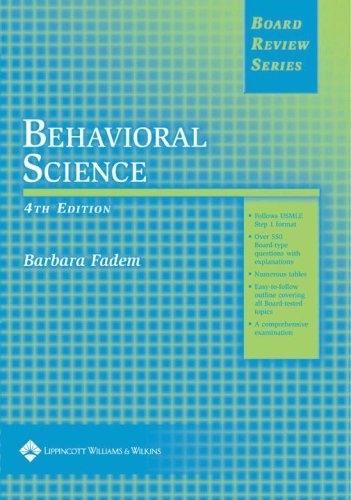 BOARD
REVIEW
SERIES
BEHAVIORAL
SCIENCE
4TH EDITION
Barbara Fadem
• Follows USMLE
Step 1 format
• Over 550
Board-type
questions with
explanations
• Numerous tables
• Easy-to-follow
outline covering
all Board-tested
topics
• A comprehensive
examination
LIPPINCOTT WILLIAMS & WILKINS